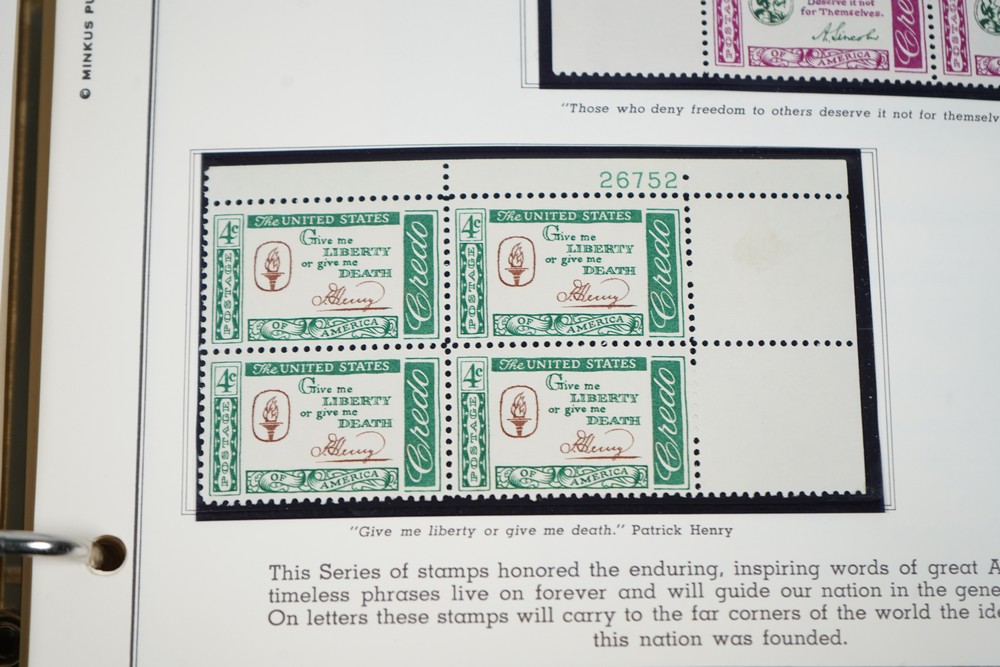 © MINKUS
Deserve it not
for Themselves.
A. Lincoln
POSTAGE
OF AMERICA
Credo
"Those who deny freedom to others deserve it not for
26752
The UNITED STATES
4c
POSTAGE
Give me
LIBERTY
or give me
DEATH
P. Henry
OF AMERICA
Credo
The UNITED STATES
4c
POSTAGE
Give me
LIBERTY
or give me
DEATH
P. Henry
OF AMERICA
Credo
The UNITED STATES
4c
POSTAGE
Give me
LIBERTY
or give me
DEATH
P. Henry
OF AMERICA
Credo
The UNITED STATES
4c
POSTAGE
Give me
LIBERTY
or give me
DEATH
P. Henry
OF AMERICA
Credo
"Give me liberty or give me death." Patrick Henry
This Series of stamps honored the enduring, inspiring words of great
timeless phrases live on forever and will guide our nation in the
On letters these stamps will carry to the far corners of the world the
this nation was founded.